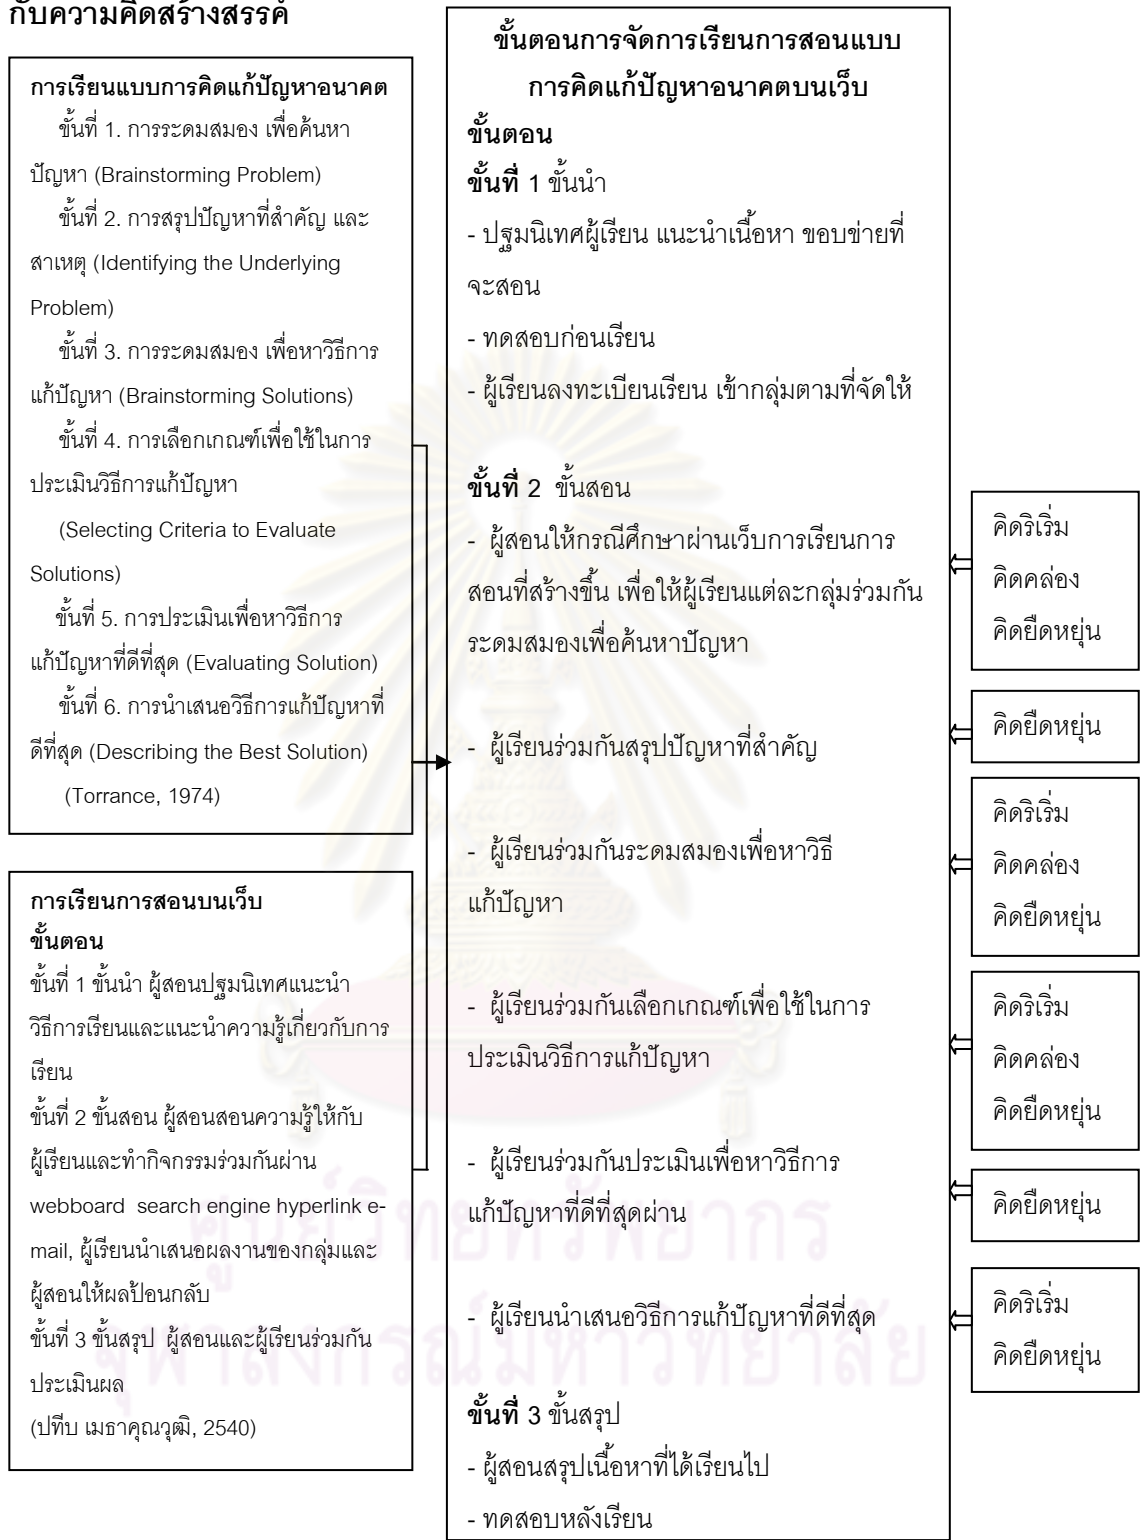 กับความคิดสร้างสรรค์
การเรียนแบบการคิดแก้ปัญหาอนาคต
ขั้นที่ 1. การระดมสมอง เพื่อค้นหา
ปัญหา (Brainstorming Problem)
ขั้นที่ 2. การสรุปปัญหาที่สำคัญ และ
สาเหตุ (Identifying the Underlying
Problem)
ขั้นที่ 3. การระดมสมอง เพื่อหาวิธีการ
แก้ปัญหา (Brainstorming Solutions)
ขั้นที่ 4. การเลือกเกณฑ์เพื่อใช้ในการ
ประเมินวิธีการแก้ปัญหา
(Selecting Criteria to Evaluate
Solutions)
ขั้นที่ 5. การประเมินเพื่อหาวิธีการ
แก้ปัญหาที่ดีที่สุด (Evaluating Solution)
ขั้นที่ 6. การนำเสนอวิธีการแก้ปัญหาที่
ดีที่สุด (Describing the Best Solution)
(Torrance, 1974)
การเรียนการสอนบนเว็บ
ขั้นตอน
ขั้นที่ 1 ขั้นนำ ผู้สอนปฐมนิเทศแนะนำ
วิธีการเรียนและแนะนำความรู้เกี่ยวกับการ
เรียน
ขั้นที่ 2 ขั้นสอน ผู้สอนสอนความรู้ให้กับ
ผู้เรียนและทำกิจกรรมร่วมกันผ่าน
webboard search engine hyperlink e-
mail, ผู้เรียนนำเสนอผลงานของกลุ่มและ
ผู้สอนให้ผลป้อนกลับ
ขั้นที่ 3 ขั้นสรุป ผู้สอนและผู้เรียนร่วมกัน
ประเมินผล
(ปทีป เมธาคุณวุฒิ, 2540)
ขั้นตอนการจัดการเรียนการสอนแบบ
การคิดแก้ปัญหาอนาคตบนเว็บ
ขั้นตอน
ขั้นที่ 1 ขั้นนำ
- ปฐมนิเทศผู้เรียน แนะนำเนื้อหา ขอบข่ายที่
จะสอน
- ทดสอบก่อนเรียน
- ผู้เรียนลงทะเบียนเรียน เข้ากลุ่มตามที่จัดให้
ขั้นที่ 2 ขั้นสอน
- ผู้สอนให้กรณีศึกษาผ่านเว็บการเรียนการ
สอนที่สร้างขึ้น เพื่อให้ผู้เรียนแต่ละกลุ่มร่วมกัน
ระดมสมองเพื่อค้นหาปัญหา
- ผู้เรียนร่วมกันสรุปปัญหาที่สำคัญ
- ผู้เรียนร่วมกันระดมสมองเพื่อหาวิธี
แก้ปัญหา
- ผู้เรียนร่วมกันเลือกเกณฑ์เพื่อใช้ในการ
ประเมินวิธีการแก้ปัญหา
- ผู้เรียนร่วมกันประเมินเพื่อหาวิธีการ
แก้ปัญหาที่ดีที่สุดผ่าน
- ผู้เรียนนำเสนอวิธีการแก้ปัญหาที่ดีที่สุด
ขั้นที่ 3 ขั้นสรุป
- ผู้สอนสรุปเนื้อหาที่ได้เรียนไป
- ทดสอบหลังเรียน
คิดริเริ่ม
คิดคล่อง
คิดยืดหยุ่น
คิดยืดหยุ่น
คิดริเริ่ม
คิดคล่อง
คิดยืดหยุ่น
คิดริเริ่ม
คิดคล่อง
คิดยืดหยุ่น
คิดยืดหยุ่น
คิดริเริ่ม
คิดยืดหยุ่น
ศูนย์วิทยทรัพยากร
จุฬาลงกรณ์มหาวิทยาลัย